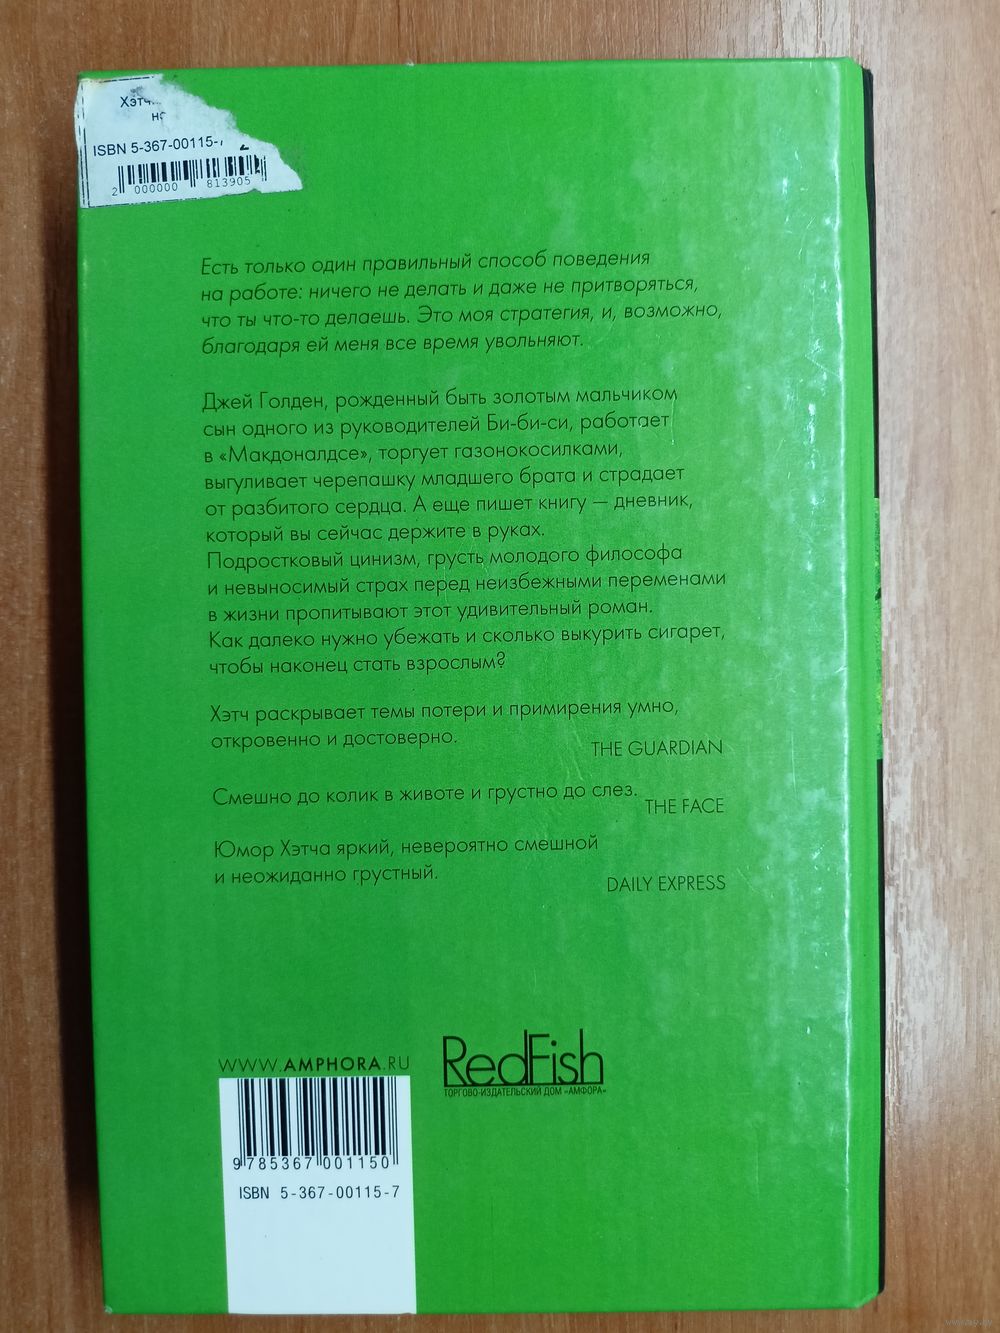 ISBN 5-367-00115-
2 000000 813905
Есть только один правильный способ поведения
на работе: ничего не делать и даже не притворяться,
что ты что-то делаешь. Это моя стратегия, и, возможно,
благодаря ей меня все время увольняют.
Джей Голден, рожденный быть золотым мальчиком
сын одного из руководителей Би-би-си, работает
в «Макдоналдсе», торгует газонокосилками,
выгуливает черепашку младшего брата и страдает
от разбитого сердца. А еще пишет книгу — дневник,
который вы сейчас держите в руках.
Подростковый цинизм, грусть молодого философа
и невыносимый страх перед неизбежными переменами
в жизни пропитывают этот удивительный роман.
Как далеко нужно убежать и сколько выкурить сигарет,
чтобы наконец стать взрослым?
Хэтч раскрывает темы потери и примирения умно,
откровенно и достоверно.
THE GUARDIAN
Смешно до колик в животе и грустно до слез.
THE FACE
Юмор Хэтча яркий, невероятно смешной
и неожиданно грустный.
DAILY EXPRESS
WWW.AMPHORA.RU
RedFish
ТОРГОВО-ИЗДАТЕЛЬСКИЙ ДОМ «АМФОРА»
9 785367 001150
ISBN 5-367-00115-7